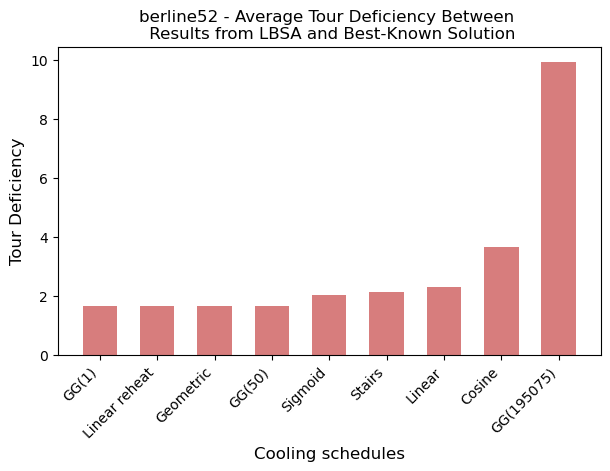 berline52 - Average Tour Deficiency Between
Results from LBSA and Best-Known Solution
Tour Deficiency
10
8
6
4
2
0
GG(1)
Linear reheat
Geometric
GG(50)
Sigmoid
Stairs
Linear
Cosine
GG(195075)
Cooling schedules